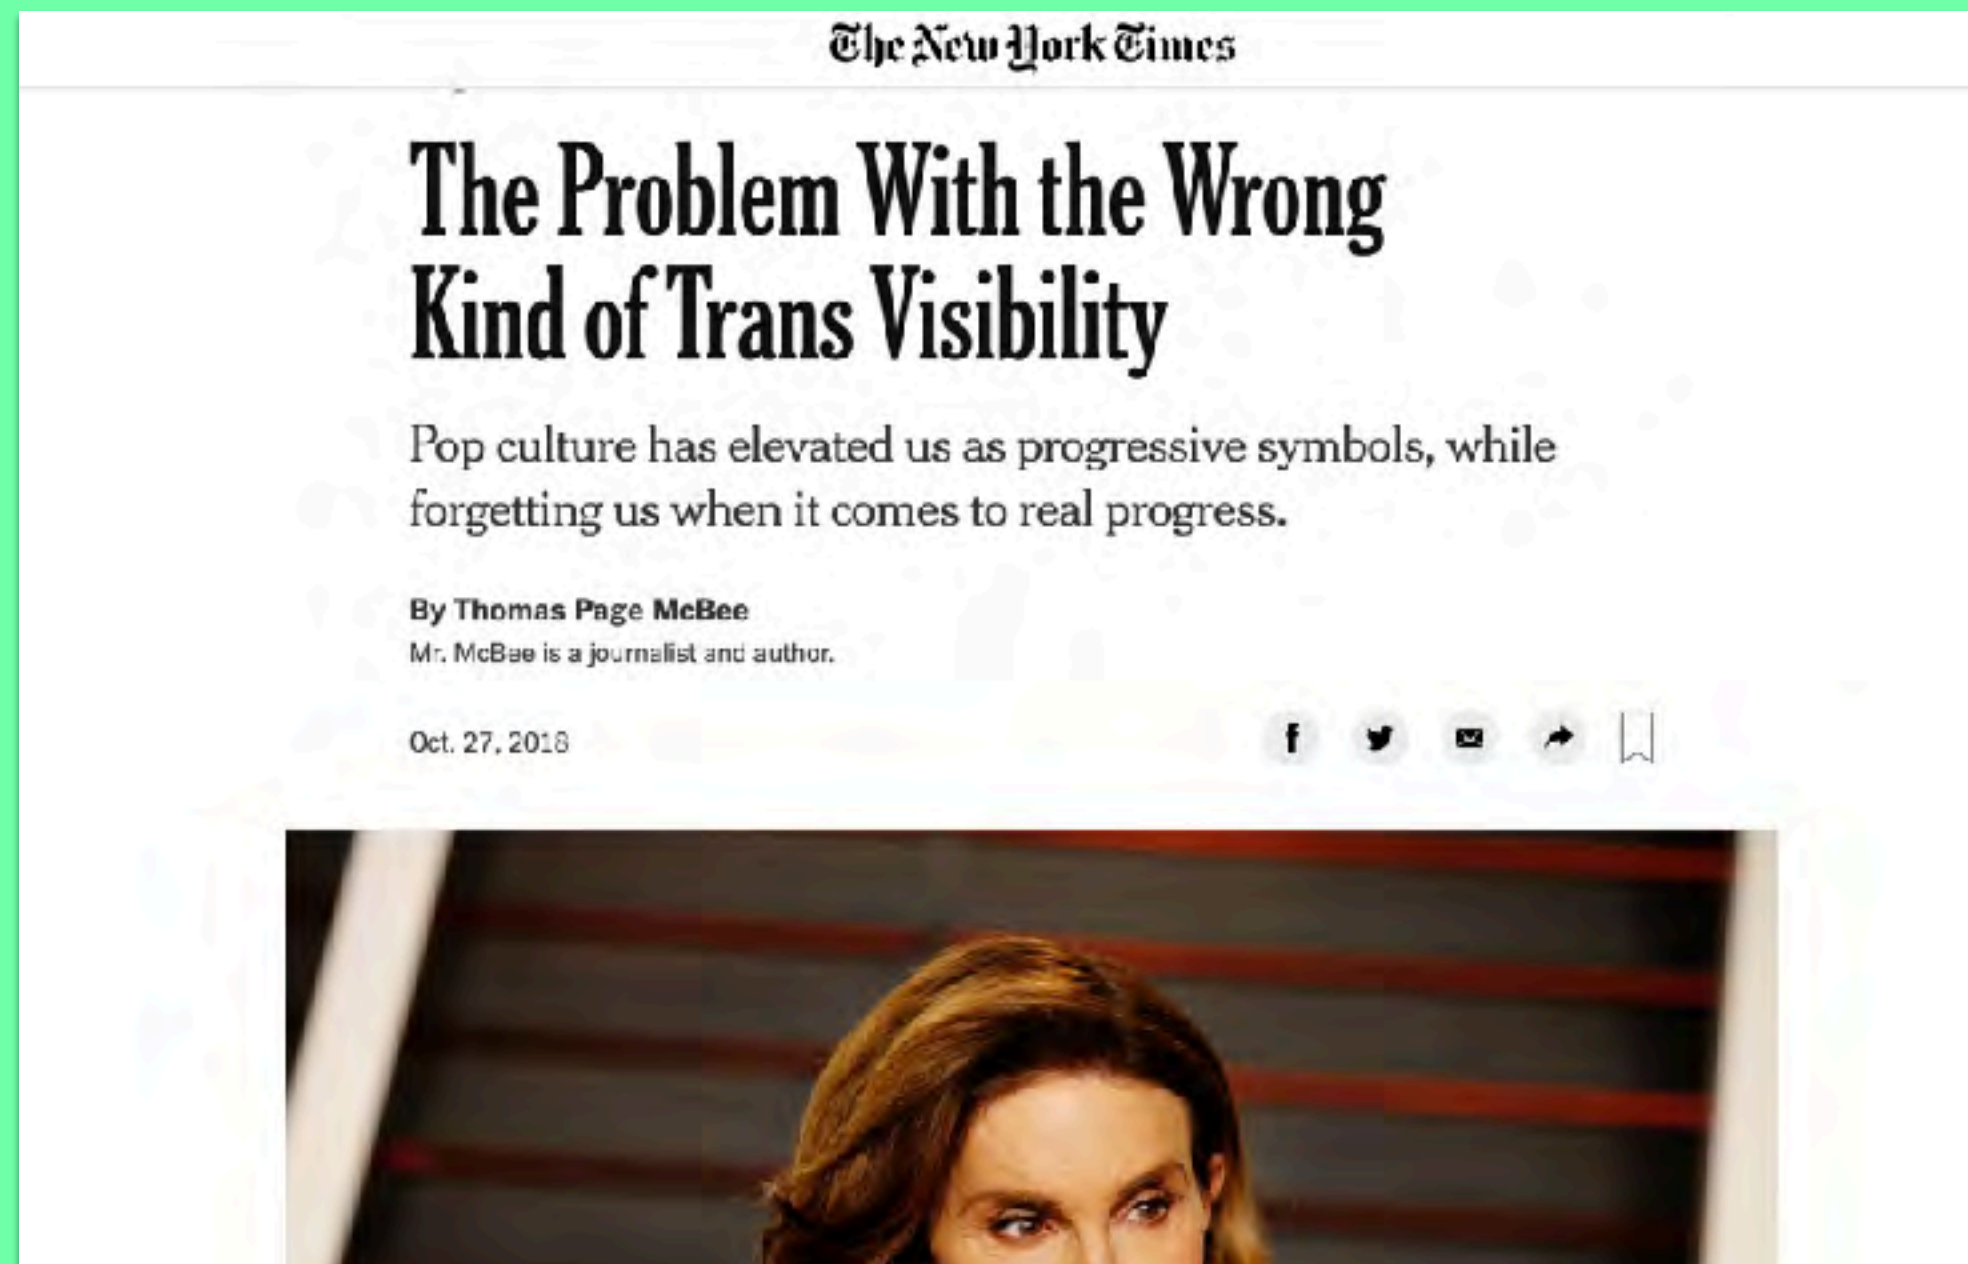 The New York Times
The Problem With the Wrong
Kind of Trans Visibility
Pop culture has elevated us as progressive symbols, while
forgetting us when it comes to real progress.
By Thomas Page McBee
Mr. McBee is a journalist and author.
Oct. 27, 2018